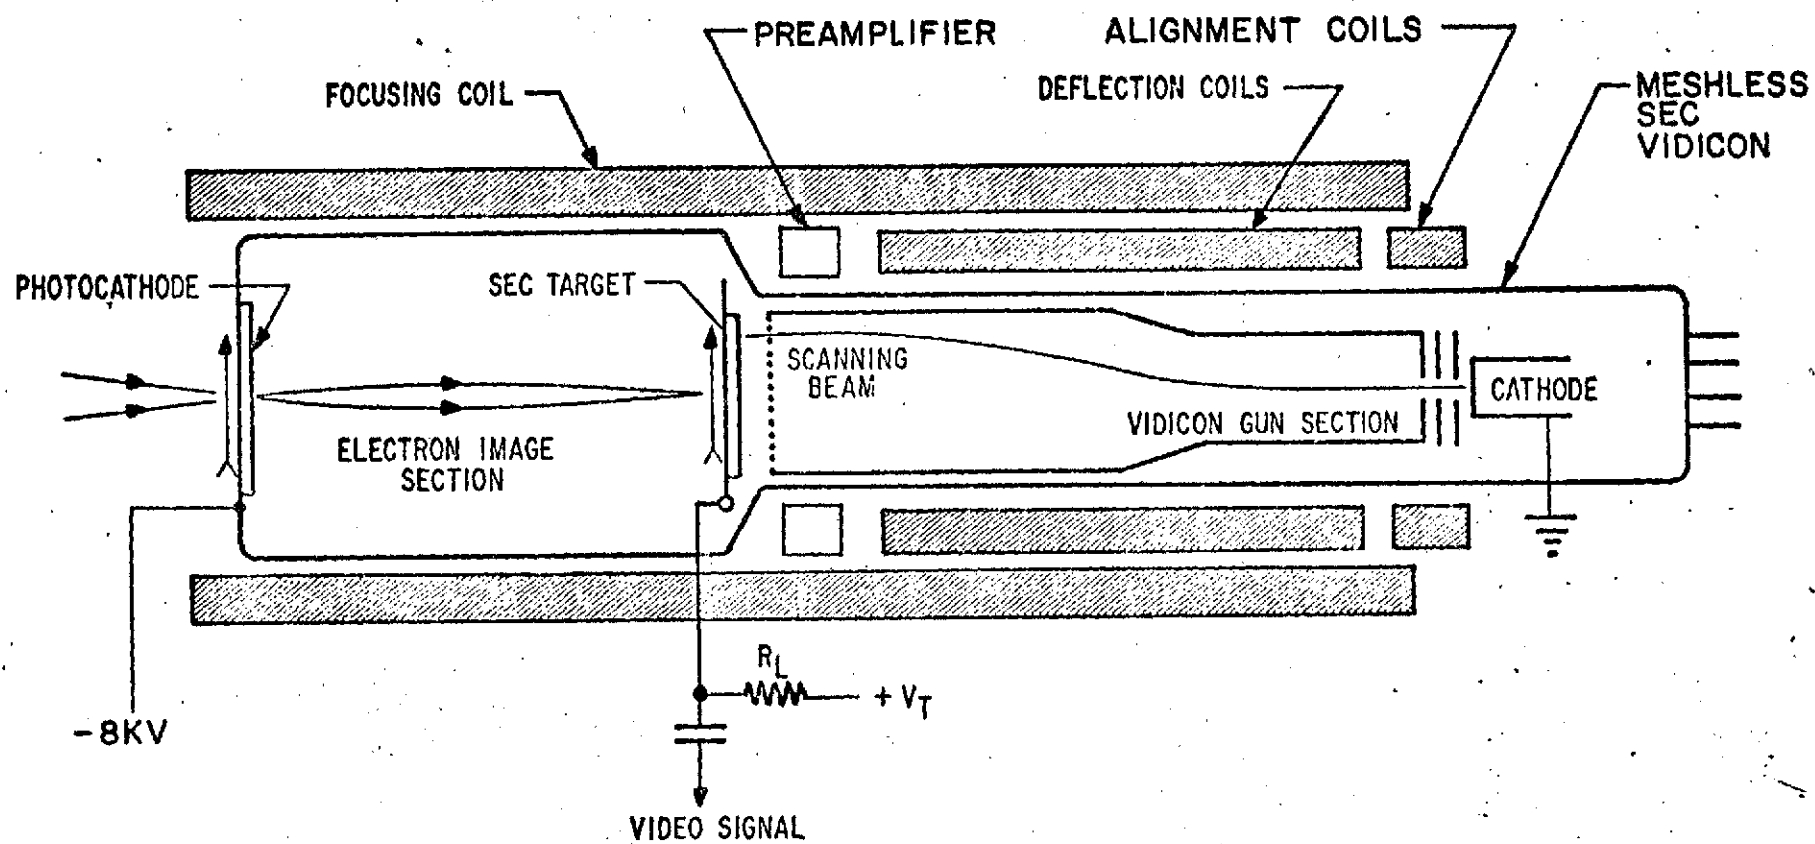 PREAMPLIFIER
ALIGNMENT COILS
FOCUSING COIL
DEFLECTION COILS
MESHLESS
SEC
VIDICON
PHOTOCATHODE
SEC TARGET
SCANNING
BEAM
CATHODE
VIDICON GUN SECTION
ELECTRON IMAGE
SECTION
RL
+ VT
-8KV
VIDEO SIGNAL